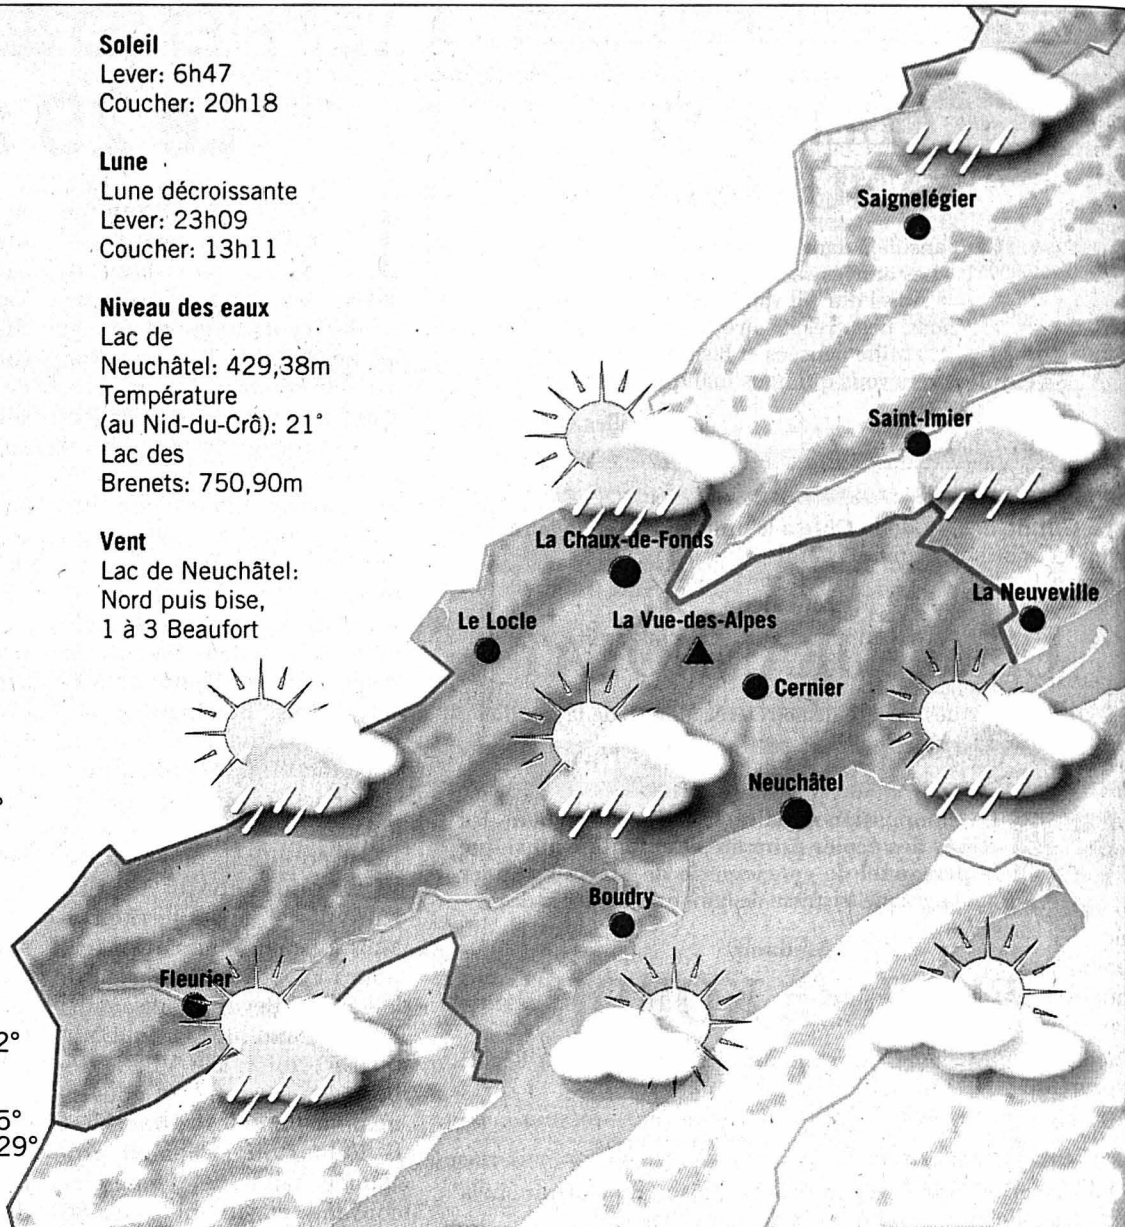 Soleil
Lever: 6h47
Coucher: 20h18
Lune
Lune décroissante
Lever: 23h09
Coucher: 13h11
Niveau des eaux
Lac de
Neuchâtel: 429,38m
Température
(au Nid-du-Crô): 21°
Lac des
Brenets: 750,90m
Vent
Lac de Neuchâtel:
Nord puis bise,
1 à 3 Beaufort
Saignelégier
Saint-Imier
La Chaux-de-Fonds
La Neuveville
Le Locle
La Vue-des-Alpes
Cernier
Neuchâtel
Boudry
Fleurier
2°
5°
29°